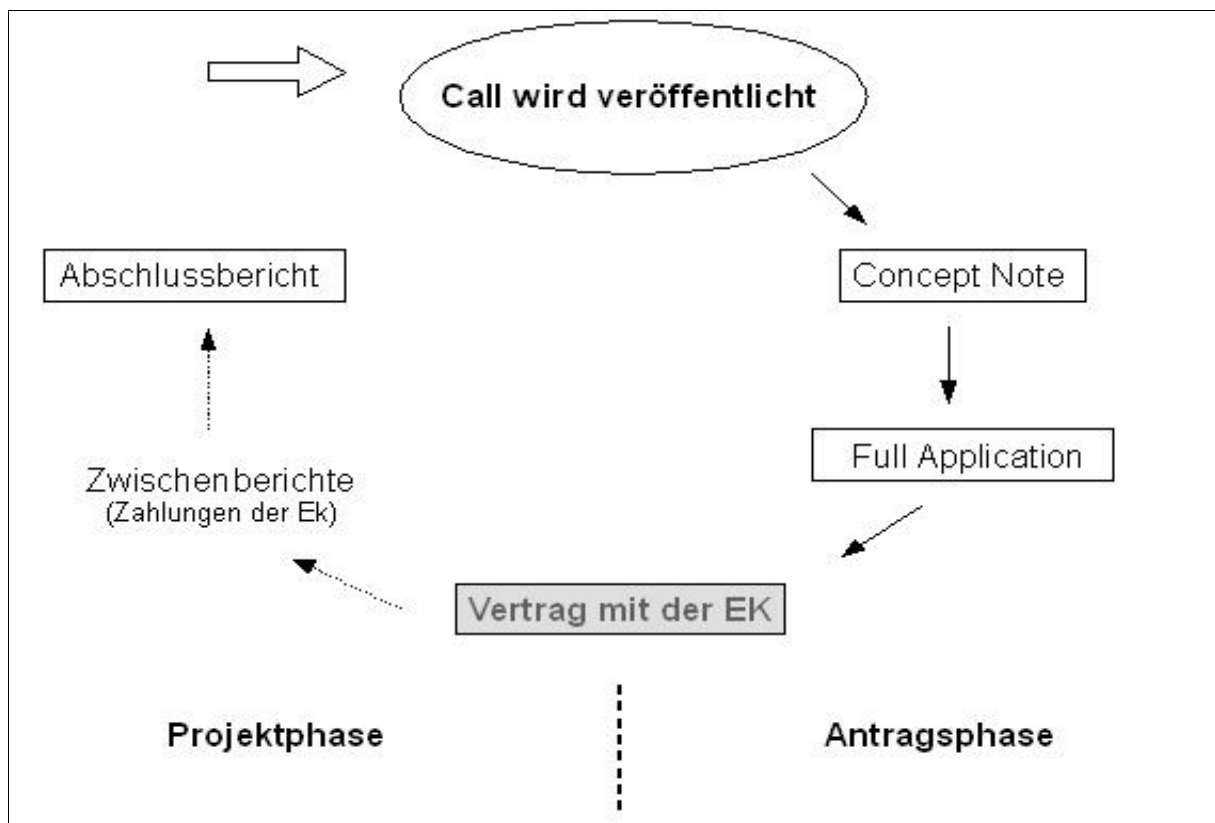 Call wird veröffentlicht
Abschlussbericht
Concept Note
Full Application
Zwischenberichte
(Zahlungen der Ek)
Vertrag mit der EK
Projektphase
Antragsphase